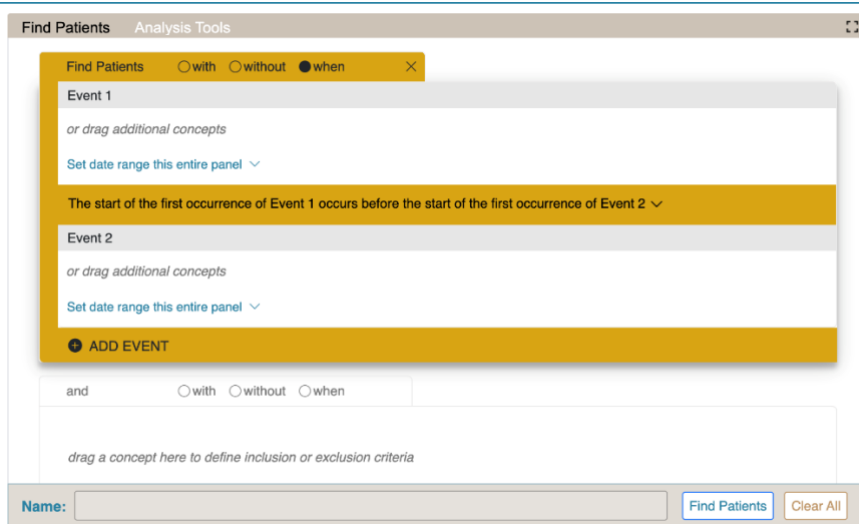 Find Patients Analysis Tools
Find Patients with without when
Event 1
or drag additional concepts
Set date range this entire panel
The start of the first occurrence of Event 1 occurs before the start of the first occurrence of Event 2
Event 2
or drag additional concepts
Set date range this entire panel
ADD EVENT
and with without when
drag a concept here to define inclusion or exclusion criteria
Name: Find Patients Clear All